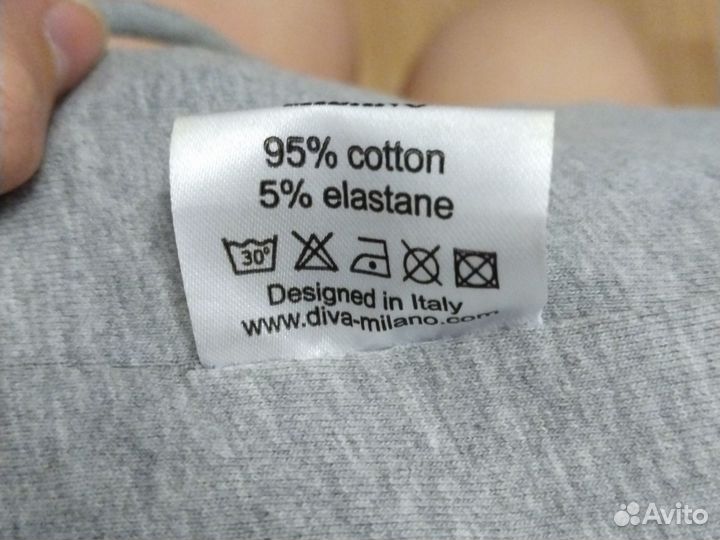 95% cotton
5% elastane
30°
Designed in Italy
www.diva-milano.com
Avito